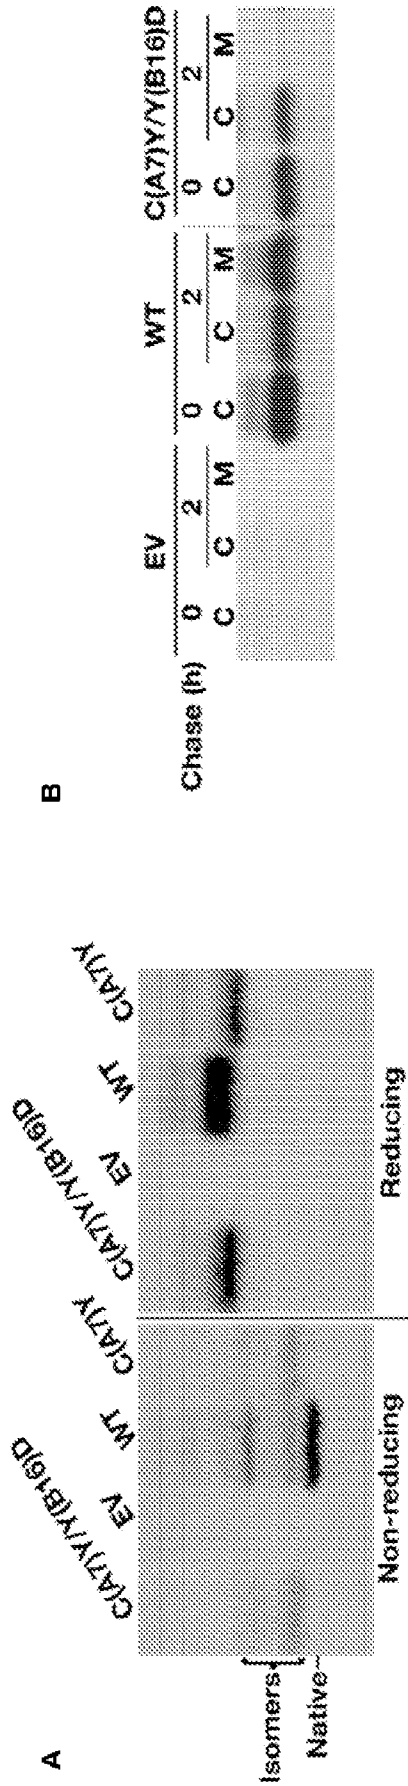 A
C(A7)Y/Y(B16)D EV WT C(A7)Y C(A7)Y/Y(B16)D EV WT C(A7)Y
Isomers
Native
Non-reducing Reducing
B
EV WT C(A7)Y/Y(B16)D
Chase (h) 0 2 0 2 0 2
C C M C C M C C M